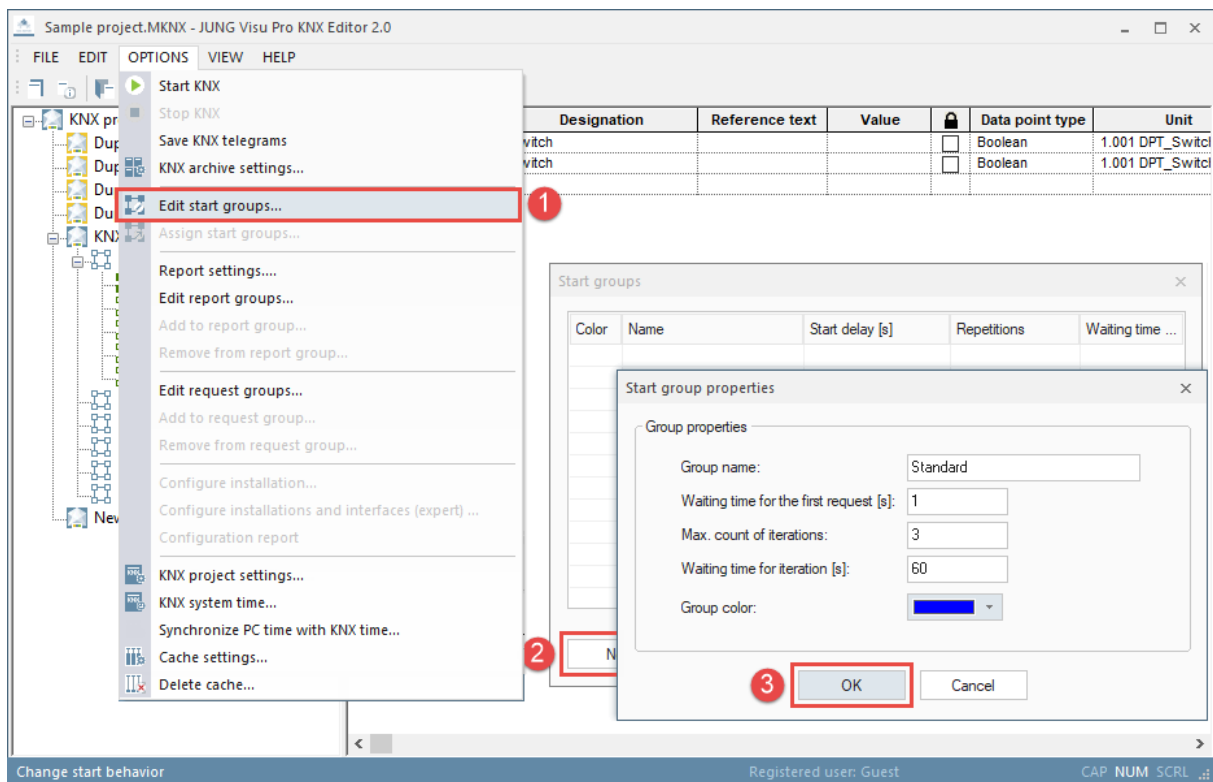 Sample project.MKNX - JUNG Visu Pro KNX Editor 2.0
FILE EDIT OPTIONS VIEW HELP
Start KNX
Stop KNX
Save KNX telegrams
KNX archive settings...
Edit start groups...
1
Assign start groups...
Report settings....
Edit report groups...
Add to report group...
Remove from report group...
Edit request groups...
Add to request group...
Remove from request group...
Configure installation...
Configure installations and interfaces (expert) ...
Configuration report
KNX project settings...
KNX system time...
Synchronize PC time with KNX time...
Cache settings...
Delete cache...
KNX pr
Dup
Dup
Du
Du
KNX
New
Designation Reference text Value Data point type Unit
vitch Boolean 1.001 DPT_Switcl
vitch Boolean 1.001 DPT_Switcl
Start groups
Color Name Start delay [s] Repetitions Waiting time ...
2
N
Start group properties
Group properties
Group name: Standard
Waiting time for the first request [s]: 1
Max. count of iterations: 3
Waiting time for iteration [s]: 60
Group color:
3
OK Cancel
Change start behavior Registered user: Guest CAP NUM SCRL